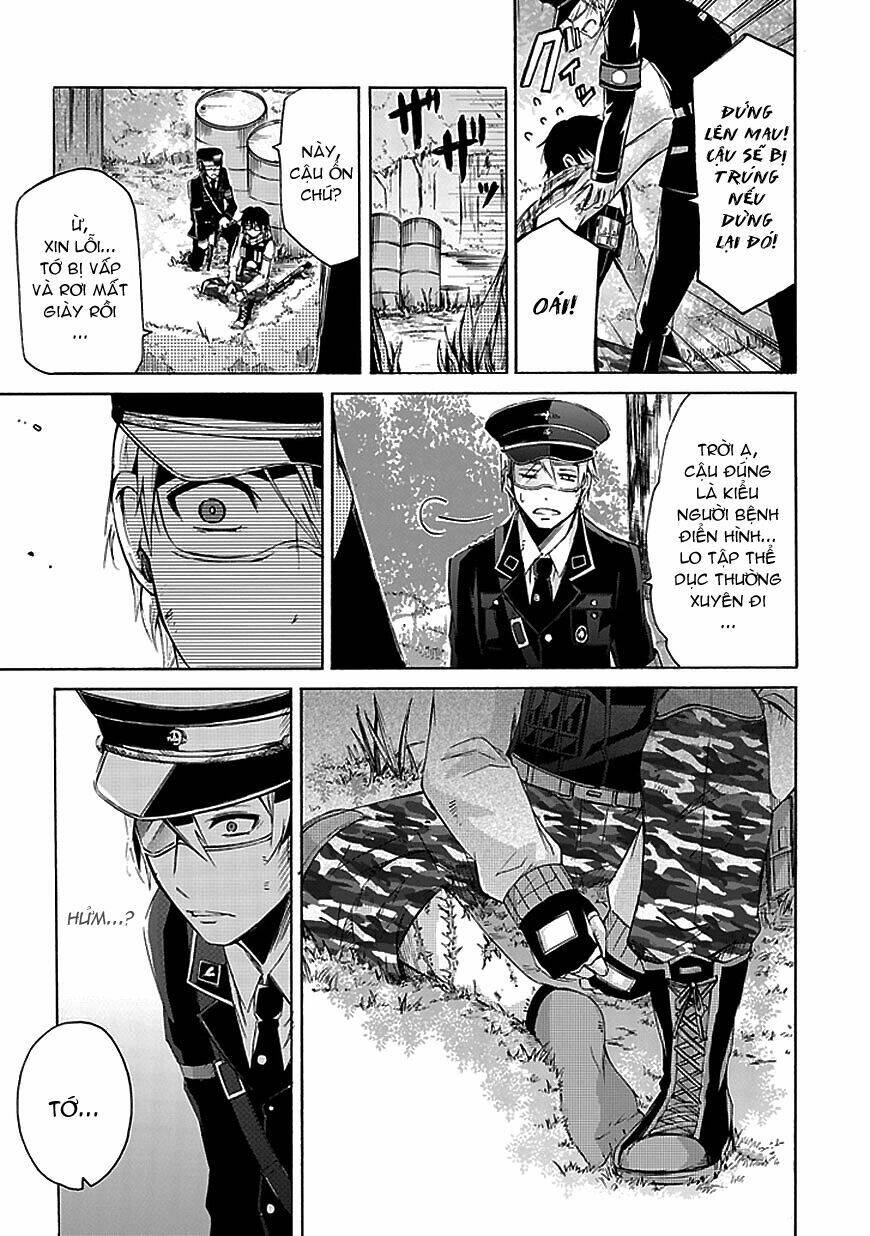 ĐỨNG
LÊN MAU!
CẬU SẼ BỊ
TRÚNG
NẾU
DỪNG
LẠI ĐÓ!
OÁI!
NÀY,
CẬU ỔN
CHỨ?
Ừ,
XIN LỖI...
TỚ BỊ VẤP
VÀ RƠI MẤT
GIÀY RỒI
...
TRỜI Ạ,
CẬU ĐÚNG
LÀ KIỂU
NGƯỜI BỆNH
ĐIỂN HÌNH...
LO TẬP THỂ
DỤC THƯỜNG
XUYÊN ĐI
...
HỬM...?
TỚ...